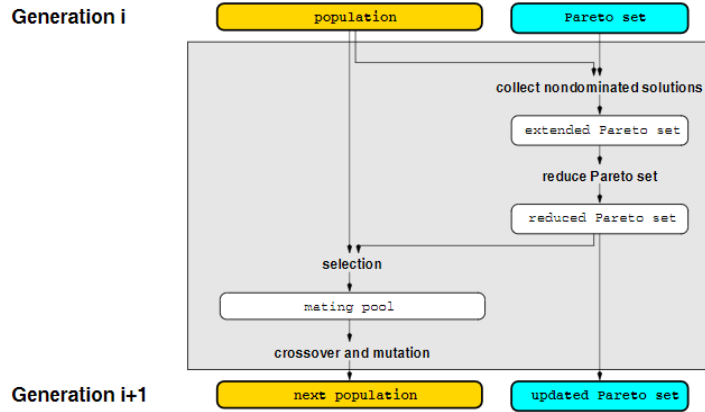 Generation i
population
Pareto set
collect nondominated solutions
extended Pareto set
reduce Pareto set
reduced Pareto set
selection
mating pool
crossover and mutation
Generation i+1
next population
updated Pareto set